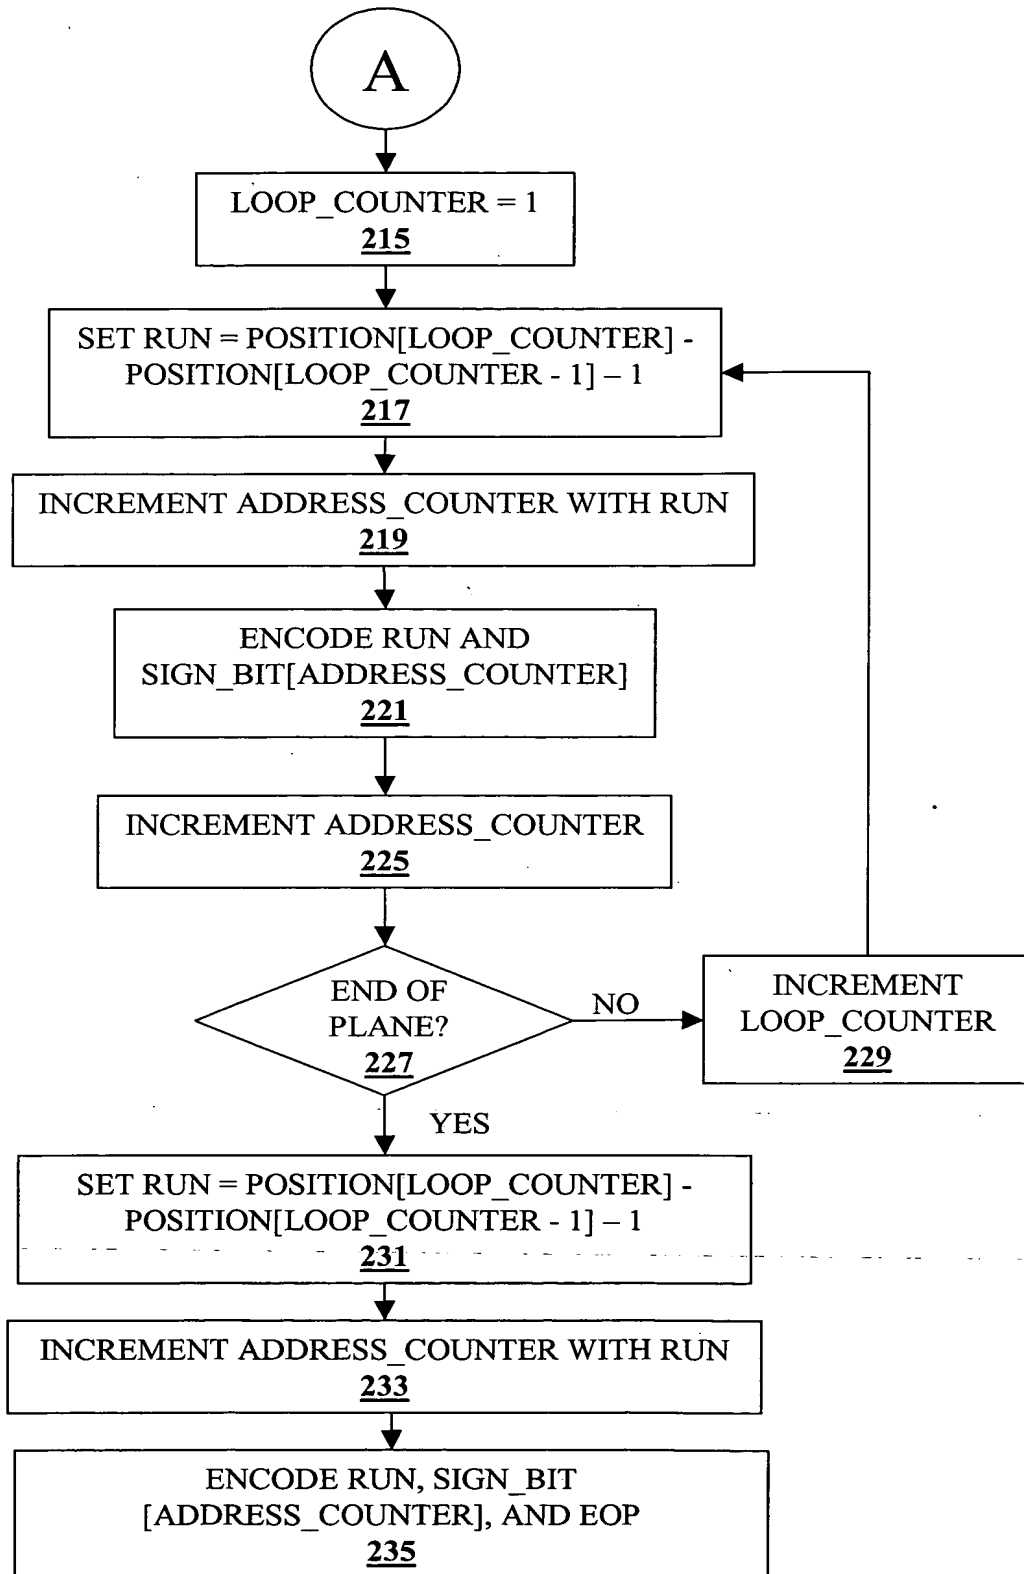 A
LOOP_COUNTER = 1
215
SET RUN = POSITION[LOOP_COUNTER] -
POSITION[LOOP_COUNTER - 1] – 1
217
INCREMENT ADDRESS_COUNTER WITH RUN
219
ENCODE RUN AND
SIGN_BIT[ADDRESS_COUNTER]
221
INCREMENT ADDRESS_COUNTER
225
END OF
PLANE?
227
NO
INCREMENT
LOOP_COUNTER
229
YES
SET RUN = POSITION[LOOP_COUNTER] -
POSITION[LOOP_COUNTER - 1] – 1
231
INCREMENT ADDRESS_COUNTER WITH RUN
233
ENCODE RUN, SIGN_BIT
[ADDRESS_COUNTER], AND EOP
235